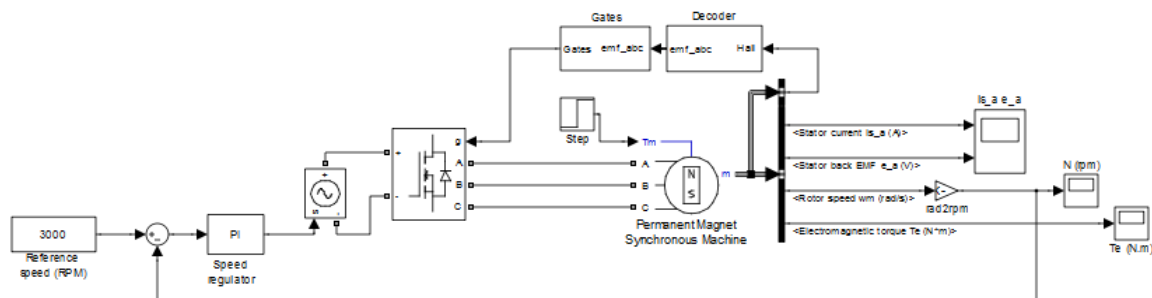 Gates
Decoder
Gates
emf_abc
emf_abc
Hall
Is_a e_a
Step
Tm
g
+
A
A
<Stator current is_a (A)>
B
B
N
S
m
<Stator back EMF e_a (V)>
N (rpm)
C
C
-
<Rotor speed wm (rad/s)>
rad2rpm
+
s
-
3000
PI
Permanent Magnet
Synchronous Machine
<Electromagnetic torque Te (N*m)>
Te (N.m)
Reference
speed (RPM)
Speed
regulator